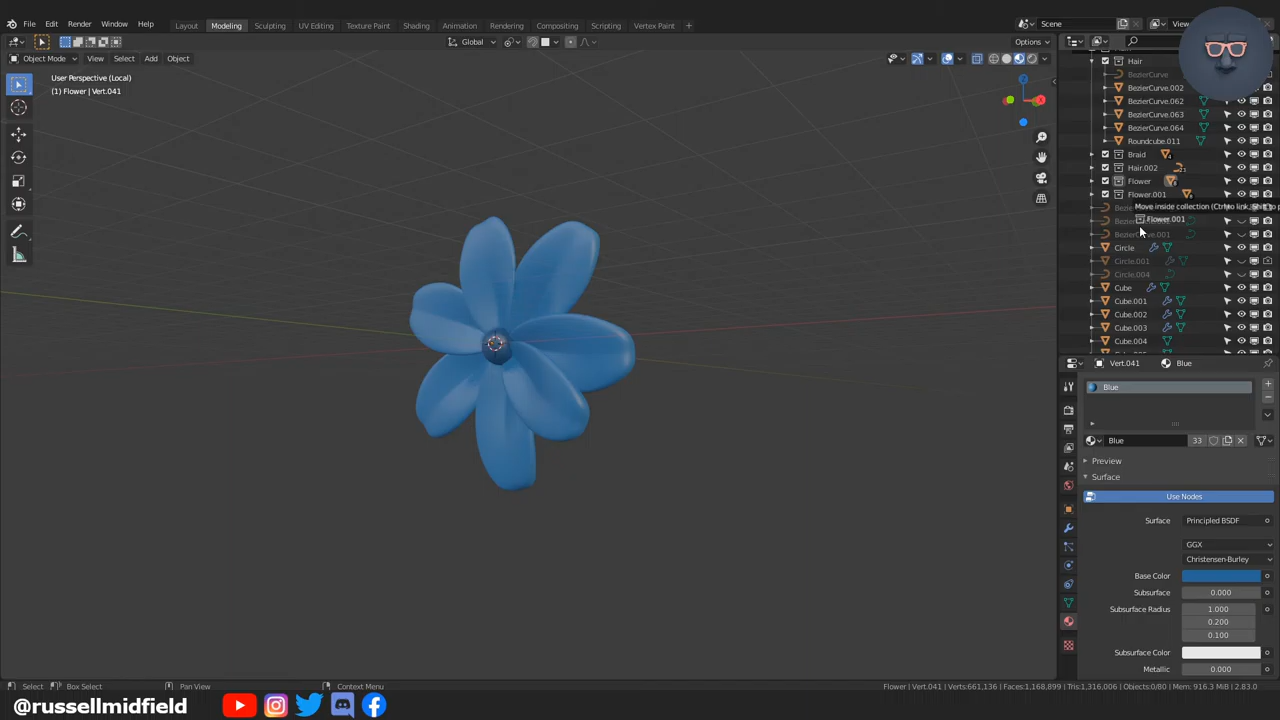 File Edit Render Window Help
Layout Modeling Sculpting UV Editing Texture Paint Shading Animation Rendering Compositing Scripting Vertex Paint +
Scene
Object Mode View Select Add Object
Global
Options
User Perspective (Local)
(1) Flower | Vert.041
Hair
BezierCurve
BezierCurve.002
BezierCurve.062
BezierCurve.063
BezierCurve.064
Roundcube.011
Braid
Hair.002
Flower
Flower.001
Move inside collection (Ctrl to link, Shift to p
Flower.001
Circle
Circle.001
Circle.004
Cube
Cube.001
Cube.002
Cube.003
Cube.004
Vert.041 Blue
Blue
Blue 33
Preview
Surface
Use Nodes
Surface Principled BSDF
GGX
Christensen-Burley
Base Color
Subsurface 0.000
Subsurface Radius 1.000
0.200
0.100
Subsurface Color
Metallic 0.000
Select Box Select Pan View Context Menu
Flower | Vert.041 | Verts:661,136 | Faces:1,168,899 | Tris:1,316,006 | Objects:0/80 | Mem: 916.3 MiB | 2.83.0
@russellmidfield